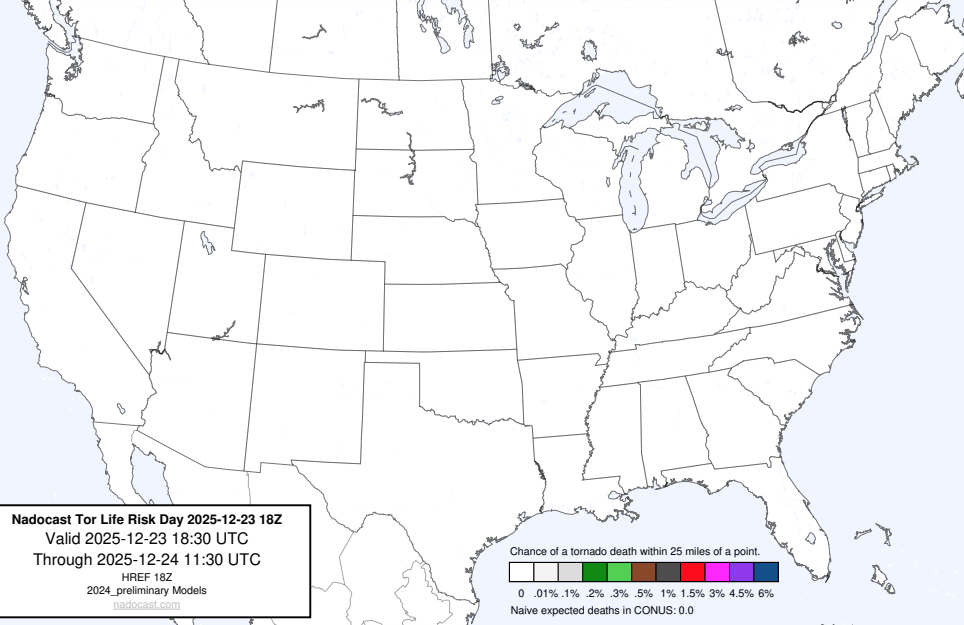 Nadocast Tor Life Risk Day 2025-12-23 18Z
Valid 2025-12-23 18:30 UTC
Through 2025-12-24 11:30 UTC
HREF 18Z
2024_preliminary Models
nadocast.com
Chance of a tornado death within 25 miles of a point.
0 .01% .1% .2% .3% .5% 1% 1.5% 3% 4.5% 6%
Naive expected deaths in CONUS: 0.0